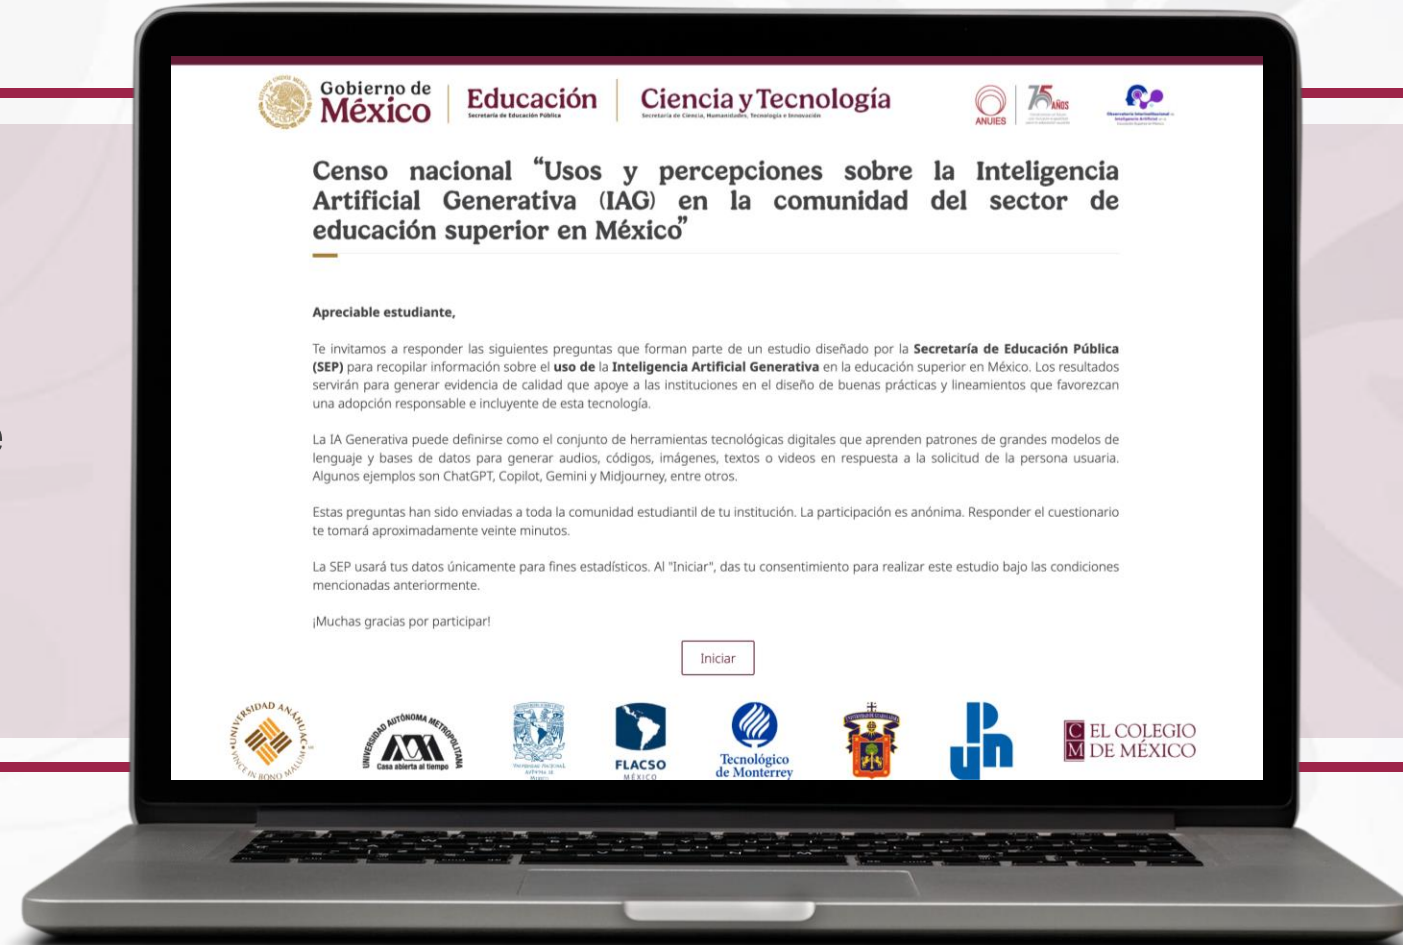 Gobierno de
México
Educación
Secretaría de Educación Pública
Ciencia y Tecnología
Secretaría de Ciencia, Humanidades, Tecnología e Innovación
ANUIES
75 AÑOS
Censo nacional “Usos y percepciones sobre la Inteligencia
Artificial Generativa (IAG) en la comunidad del sector de
educación superior en México”
Apreciable estudiante,
Te invitamos a responder las siguientes preguntas que forman parte de un estudio diseñado por la Secretaría de Educación Pública
(SEP) para recopilar información sobre el uso de la Inteligencia Artificial Generativa en la educación superior en México. Los resultados
servirán para generar evidencia de calidad que apoye a las instituciones en el diseño de buenas prácticas y lineamientos que favorezcan
una adopción responsable e incluyente de esta tecnología.
e
La IA Generativa puede definirse como el conjunto de herramientas tecnológicas digitales que aprenden patrones de grandes modelos de
lenguaje y bases de datos para generar audios, códigos, imágenes, textos o videos en respuesta a la solicitud de la persona usuaria.
Algunos ejemplos son ChatGPT, Copilot, Gemini y Midjourney, entre otros.
Estas preguntas han sido enviadas a toda la comunidad estudiantil de tu institución. La participación es anónima. Responder el cuestionario
te tomará aproximadamente veinte minutos.
La SEP usará tus datos únicamente para fines estadísticos. Al "Iniciar", das tu consentimiento para realizar este estudio bajo las condiciones
mencionadas anteriormente.
¡Muchas gracias por participar!
Iniciar
UNIVERSIDAD ANÁHUAC
VINCE IN BONO MALUM
UNIVERSIDAD AUTÓNOMA METROPOLITANA
Casa abierta al tiempo
FLACSO
MÉXICO
Tecnológico
de Monterrey
upn
CM EL COLEGIO
DE MÉXICO